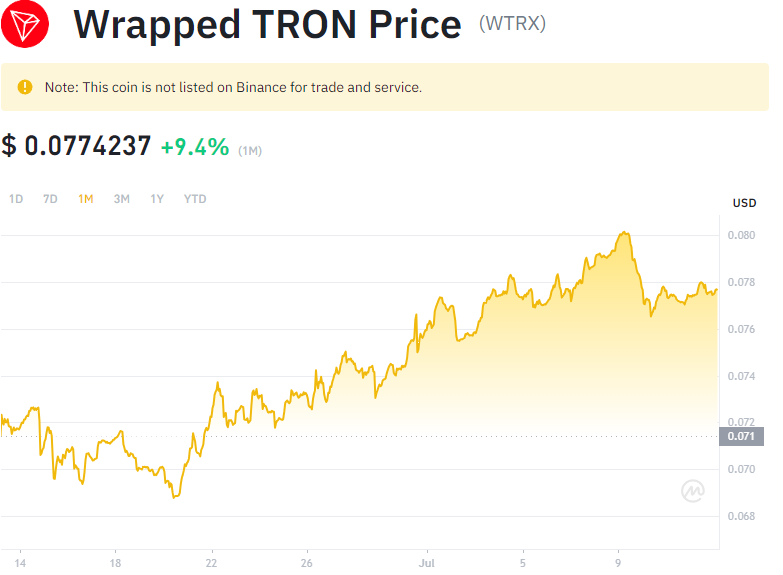 Wrapped TRON Price (WTRX)
Note: This coin is not listed on Binance for trade and service.
$ 0.0774237 +9.4% (1M)
1D 7D 1M 3M 1Y YTD
USD
0.080
0.078
0.076
0.074
0.072
0.071
0.070
0.068
14 18 22 26 Jul 5 9